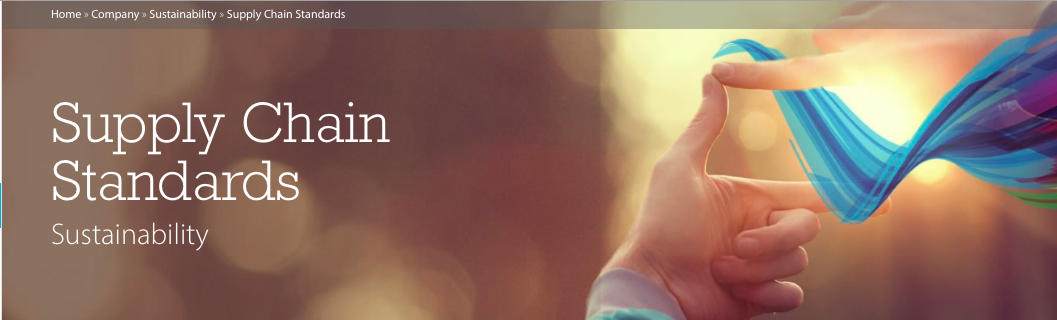 Home » Company » Sustainability » Supply Chain Standards
Supply Chain
Standards
Sustainability